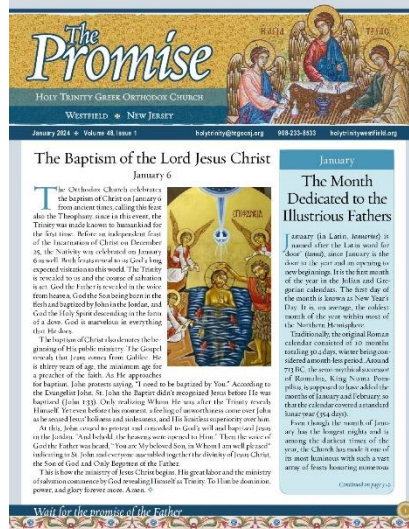 The
Promise
Η ΑΓΙΑ ΤΡΙΑΣ
HOLY TRINITY GREEK ORTHODOX CHURCH
WESTFIELD ✦ NEW JERSEY
January 2024 ✦ Volume 48, Issue 1 holytrinity@htgocnj.org 908-233-8533 holytrinitywestfield.org
The Baptism of the Lord Jesus Christ
January 6
The Orthodox Church celebrates
the baptism of Christ on January 6
from ancient times, calling this feast
also the Theophany, since in this event, the
Trinity was made known to humankind for
the first time. Before an independent feast
of the Incarnation of Christ on December
25, the Nativity was celebrated on January
6 as well. Both feasts reveal to us God's long
expected visitation to this world. The Trinity
is revealed to us and the course of salvation
is set. God the Father is revealed in the voice
from heaven, God the Son being born in the
flesh and baptized by John in the Jordan, and
God the Holy Spirit descending in the form
of a dove. God is marvelous in everything
that He does.
The baptism of Christ also denotes the be-
ginning of His public ministry. The Gospel
reveals that Jesus comes from Galilee. He
is thirty years of age, the minimum age for
a preacher of the faith. As He approaches
for baptism, John protests saying, "I need to be baptized by You." According to
the Evangelist John, St. John the Baptist didn't recognized Jesus before He was
baptized (John 1:33). Only realizing Whom He was after the Trinity reveals
Himself. Yet even before this moment, a feeling of unworthiness come over John
as he sensed Jesus' holiness and sinlessness, and His limitless superiority over him.
At this, John ceased to protest and conceded to God's will and baptized Jesus
in the Jordan. "And behold, the heavens were opened to Him." Then the voice of
God the Father was heard, "You are My beloved Son, in Whom I am well pleased"
indicating to St. John and everyone assembled together the divinity of Jesus Christ,
the Son of God and Only Begotten of the Father.
This is how the ministry of Jesus begins. His great labor and the ministry
of salvation commence by God revealing Himself as Trinity. To Him be dominion,
power, and glory forever more. Amen. ✦
January
The Month
Dedicated to the
Illustrious Fathers
January (in Latin, Ianuarius) is
named after the Latin word for
"door" (ianua), since January is the
door to the year and an opening to
new beginnings. It is the first month
of the year in the Julian and Gre-
gorian calendars. The first day of
the month is known as New Year's
Day. It is, on average, the coldest
month of the year within most of
the Northern Hemisphere.
Traditionally, the original Roman
calendar consisted of 10 months
totaling 304 days, winter being con-
sidered a month-less period. Around
713 BC, the semi-mythical successor
of Romulus, King Numa Pom-
pilius, is supposed to have added the
months of January and February, so
that the calendar covered a standard
lunar year (354 days).
Even though the month of Janu-
ary has the longest nights and is
among the darkest times of the
year, the Church has made it one of
its most luminous with such a vast
array of feasts honoring numerous
Continued on page 3
Wait for the promise of the Father